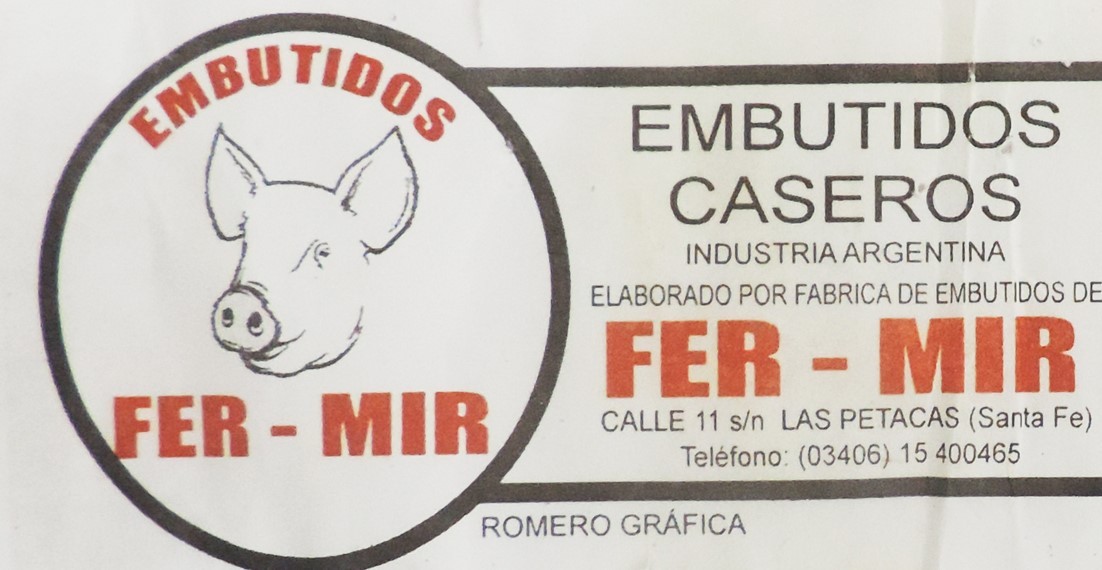 EMBUTIDOS
FER - MIR
EMBUTIDOS
CASEROS
INDUSTRIA ARGENTINA
ELABORADO POR FABRICA DE EMBUTIDOS DE
FER - MIR
CALLE 11 s/n LAS PETACAS (Santa Fe)
Teléfono: (03406) 15 400465
ROMERO GRÁFICA